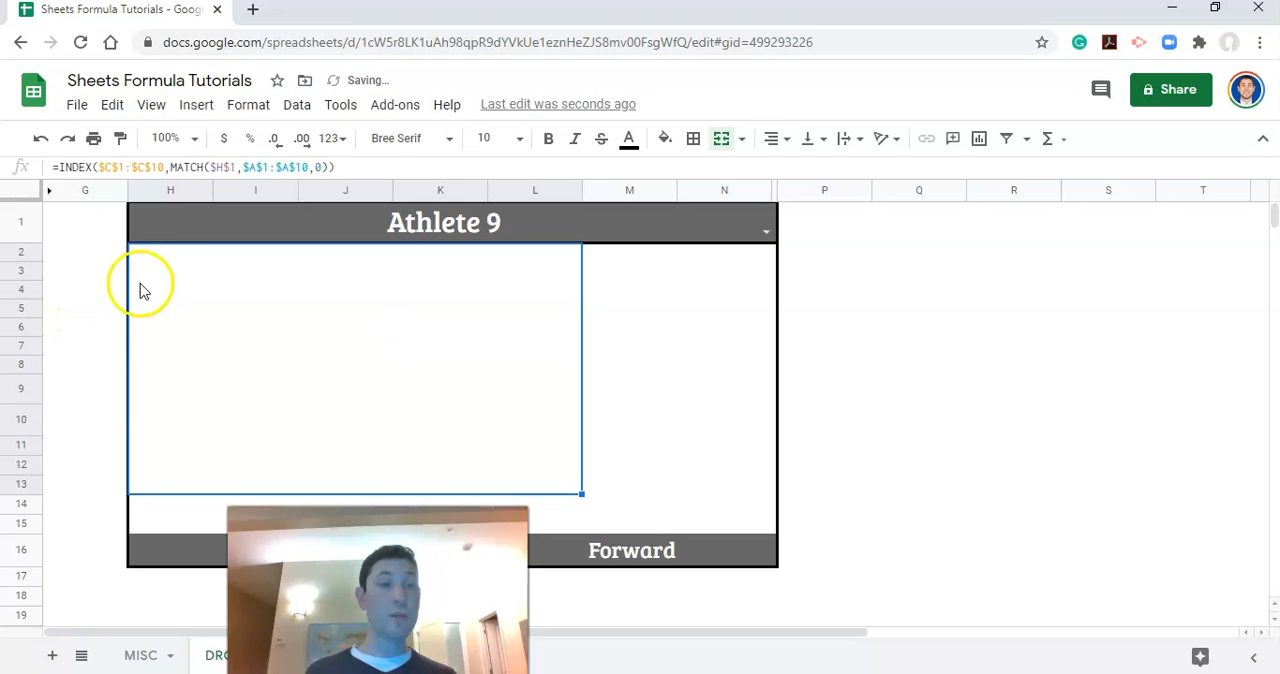 Sheets Formula Tutorials - Goog
docs.google.com/spreadsheets/d/1cW5r8LK1uAh98qpR9dYVkUe1eznHeZJS8mv00FsgWfQ/edit#gid=499293226
Sheets Formula Tutorials Saving...
File Edit View Insert Format Data Tools Add-ons Help Last edit was seconds ago
Share
100% $ % .0 .00 123 Bree Serif 10 B I S A Σ
fx =INDEX($C$1:$C$10,MATCH($H$1,$A$1:$A$10,0))
G H I J K L M N P Q R S T
1 Athlete 9
2
3
4
5
6
7
8
9
10
11
12
13
14
15
16 Forward
17
18
19
MISC DRO